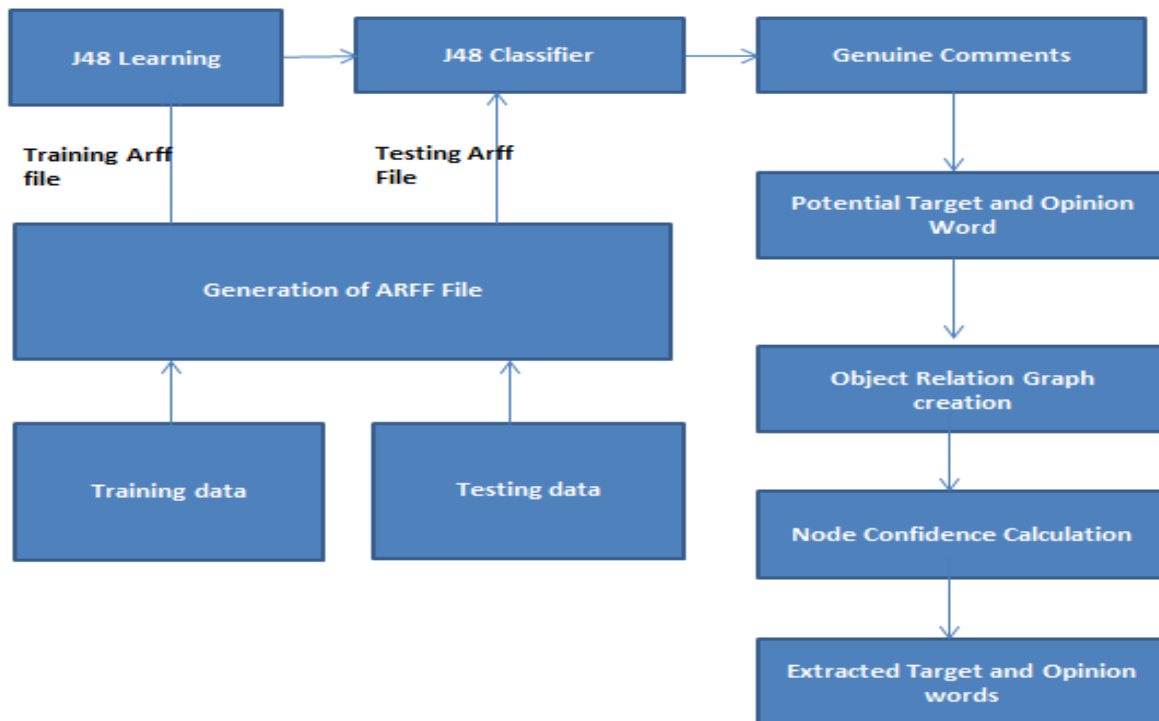 J48 Learning
J48 Classifier
Genuine Comments
Training Arff
file
Testing Arff
File
Potential Target and Opinion
Word
Generation of ARFF File
Object Relation Graph
creation
Training data
Testing data
Node Confidence Calculation
Extracted Target and Opinion
words